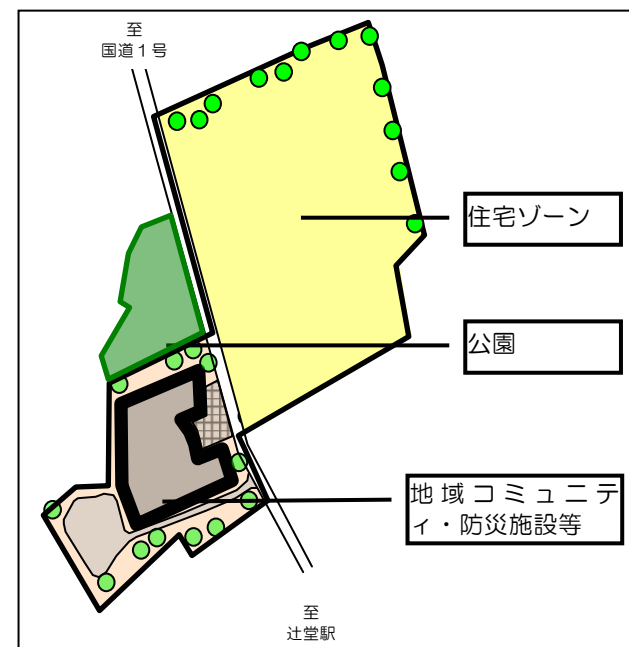 至
国道１号
住宅ゾーン
公園
地域コミュニテ
ィ・防災施設等
至
辻堂駅